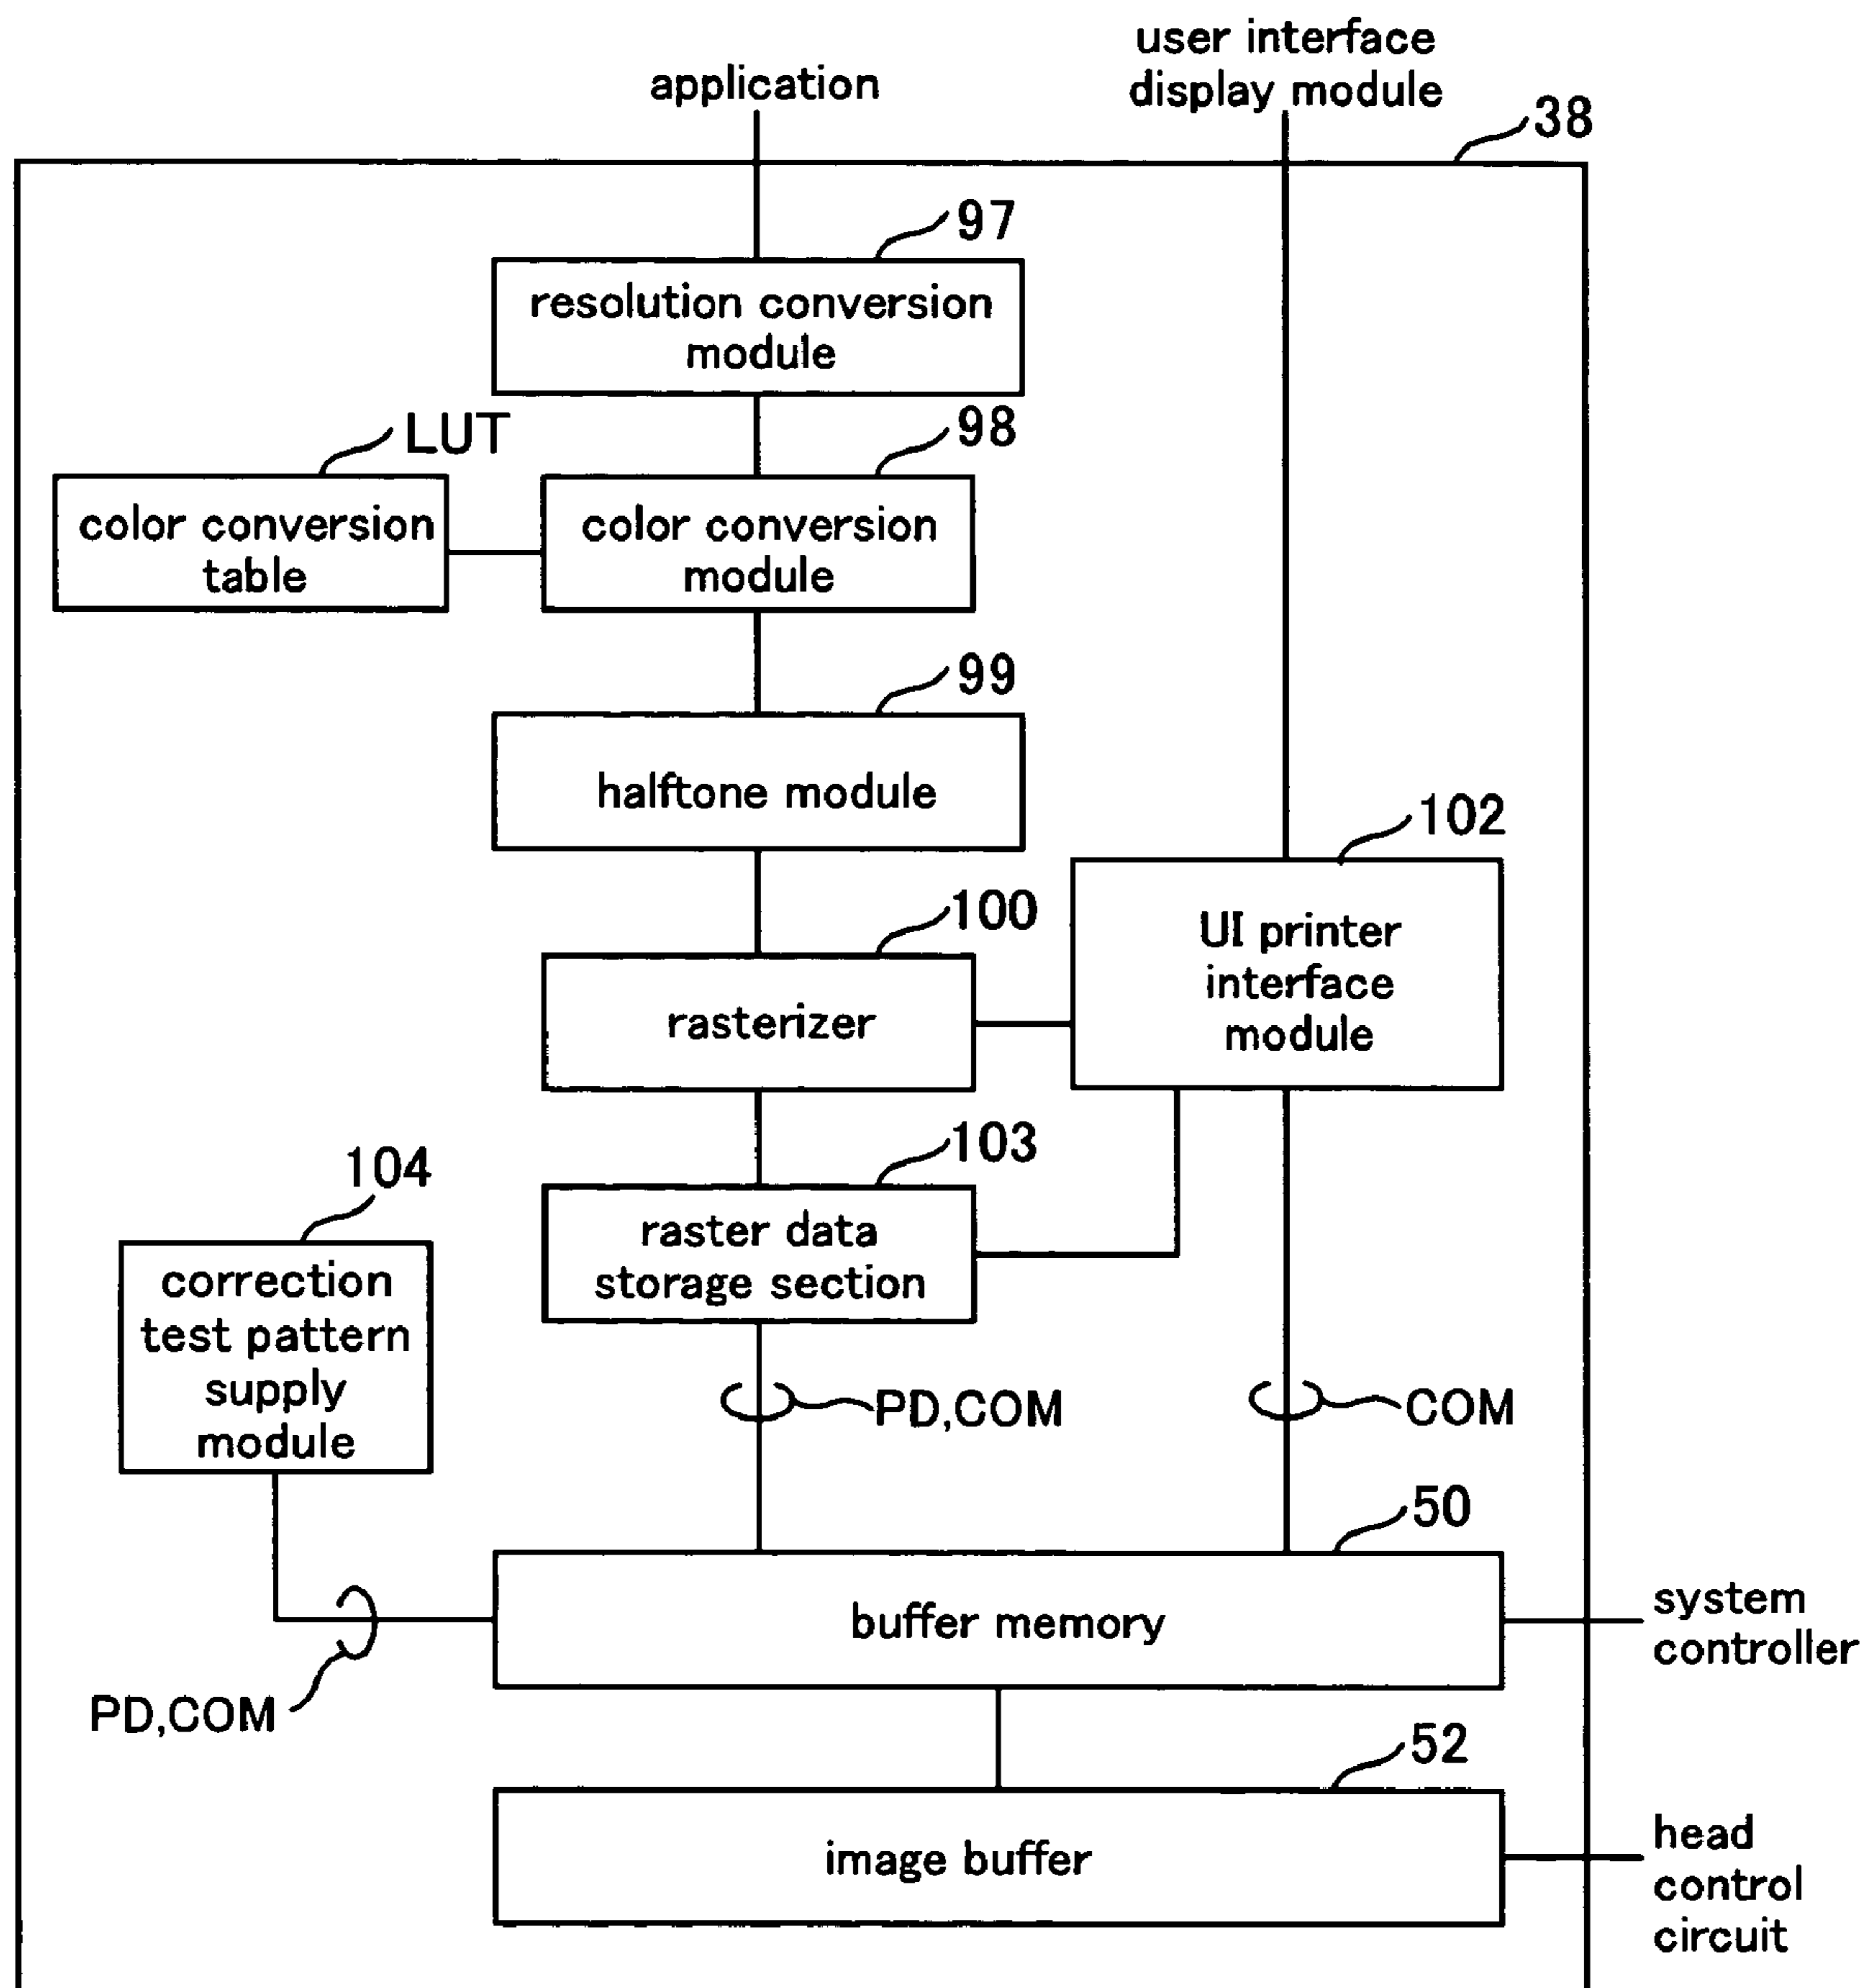 application
user interface
display module
38
97
resolution conversion
module
LUT
98
color conversion
table
color conversion
module
99
halftone module
102
100
UI printer
interface
module
rasterizer
104
103
correction
test pattern
supply
module
raster data
storage section
PD,COM
COM
50
buffer memory
system
controller
PD,COM
52
image buffer
head
control
circuit